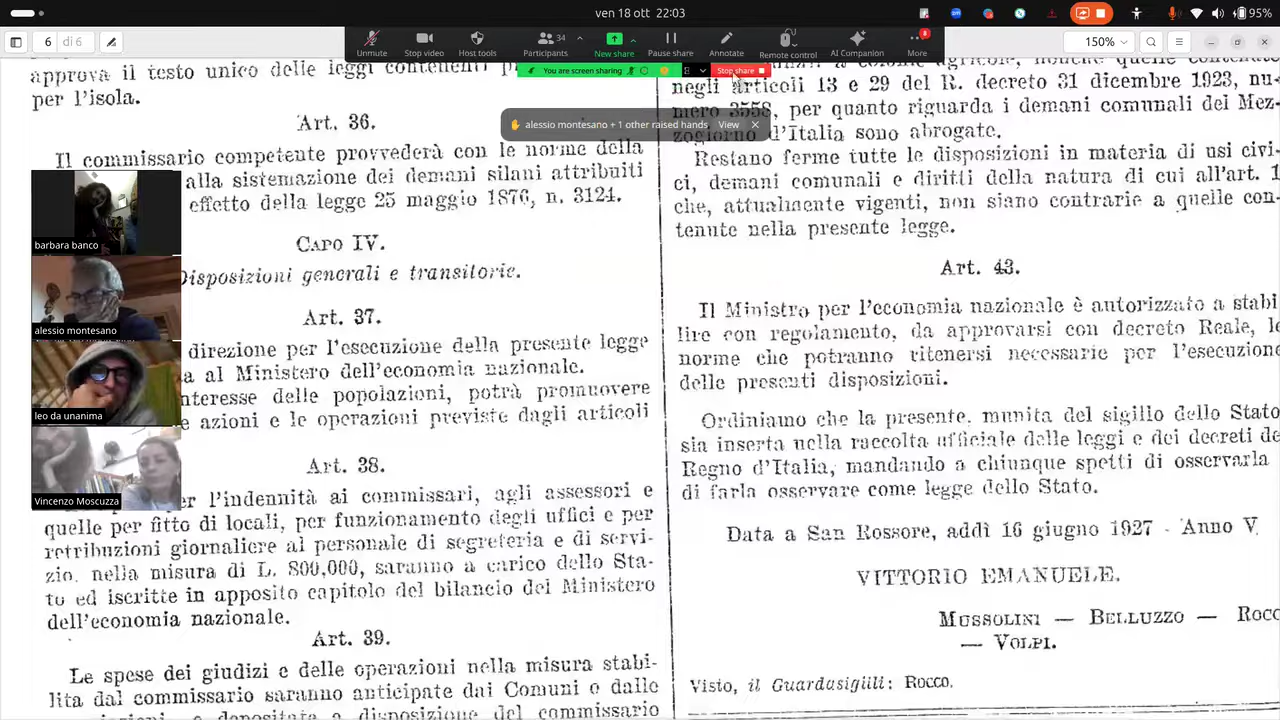 ven 18 ott 22:03
95%
6 di 6
150%
Unmute
Stop video
Host tools
Participants
34
New share
Pause share
Annotate
Remote control
AI Companion
More
8
You are screen sharing
Stop share
alessio montesano + 1 other raised hands View
barbara banco
alessio montesano
leo da unanima
Vincenzo Moscuzza
approva il testo unico delle leggi
per l'isola.
Art. 36.
Il commissario competente provvederà con le norme della
alla sistemazione dei demani silani attribuiti
effetto della legge 25 maggio 1876, n. 3124.
CAPO IV.
Disposizioni generali e transitorie.
Art. 37.
direzione per l'esecuzione della presente legge
a al Ministero dell'economia nazionale.
nteresse delle popolazioni, potrà promuovere
e azioni e le operazioni previste dagli articoli
Art. 38.
er l'indennità ai commissari, agli assessori e
quelle per fitto di locali, per funzionamento degli uffici e per
retribuzioni giornaliere al personale di segreteria e di servi-
zio, nella misura di L. 800,000, saranno a carico dello Sta-
to ed iscritte in apposito capitolo del bilancio del Ministero
dell'economia nazionale.
Art. 39.
Le spese dei giudizi e delle operazioni nella misura stabi-
lita dal commissario saranno anticipate dai Comuni o dalle
commissario
negli articoli 13 e 29 del R. decreto 31 dicembre 1923, nu-
mero 3558, per quanto riguarda i demani comunali del Mez-
zogiorno d'Italia sono abrogate.
Restano ferme tutte le disposizioni in materia di usi civi-
ci, demani comunali e diritti della natura di cui all'art. 1
che, attualmente vigenti, non siano contrarie a quelle con-
tenute nella presente legge.
Art. 43.
Il Ministro per l'economia nazionale è autorizzato a stabi
lire con regolamento, da approvarsi con decreto Reale, le
norme che potranno ritenersi necessarie per l'esecuzione
delle presenti disposizioni.
Ordiniamo che la presente, munita del sigillo dello Stato
sia inserta nella raccolta ufficiale delle leggi e dei decreti de
Regno d'Italia, mandando a chiunque spetti di osservarla
di farla osservare come legge dello Stato.
Data a San Rossore, addì 16 giugno 1927 - Anno V
VITTORIO EMANUELE.
MUSSOLINI — BELLUZZO — ROCC
— VOLPI.
Visto, il Guardasigilli: ROCCO.